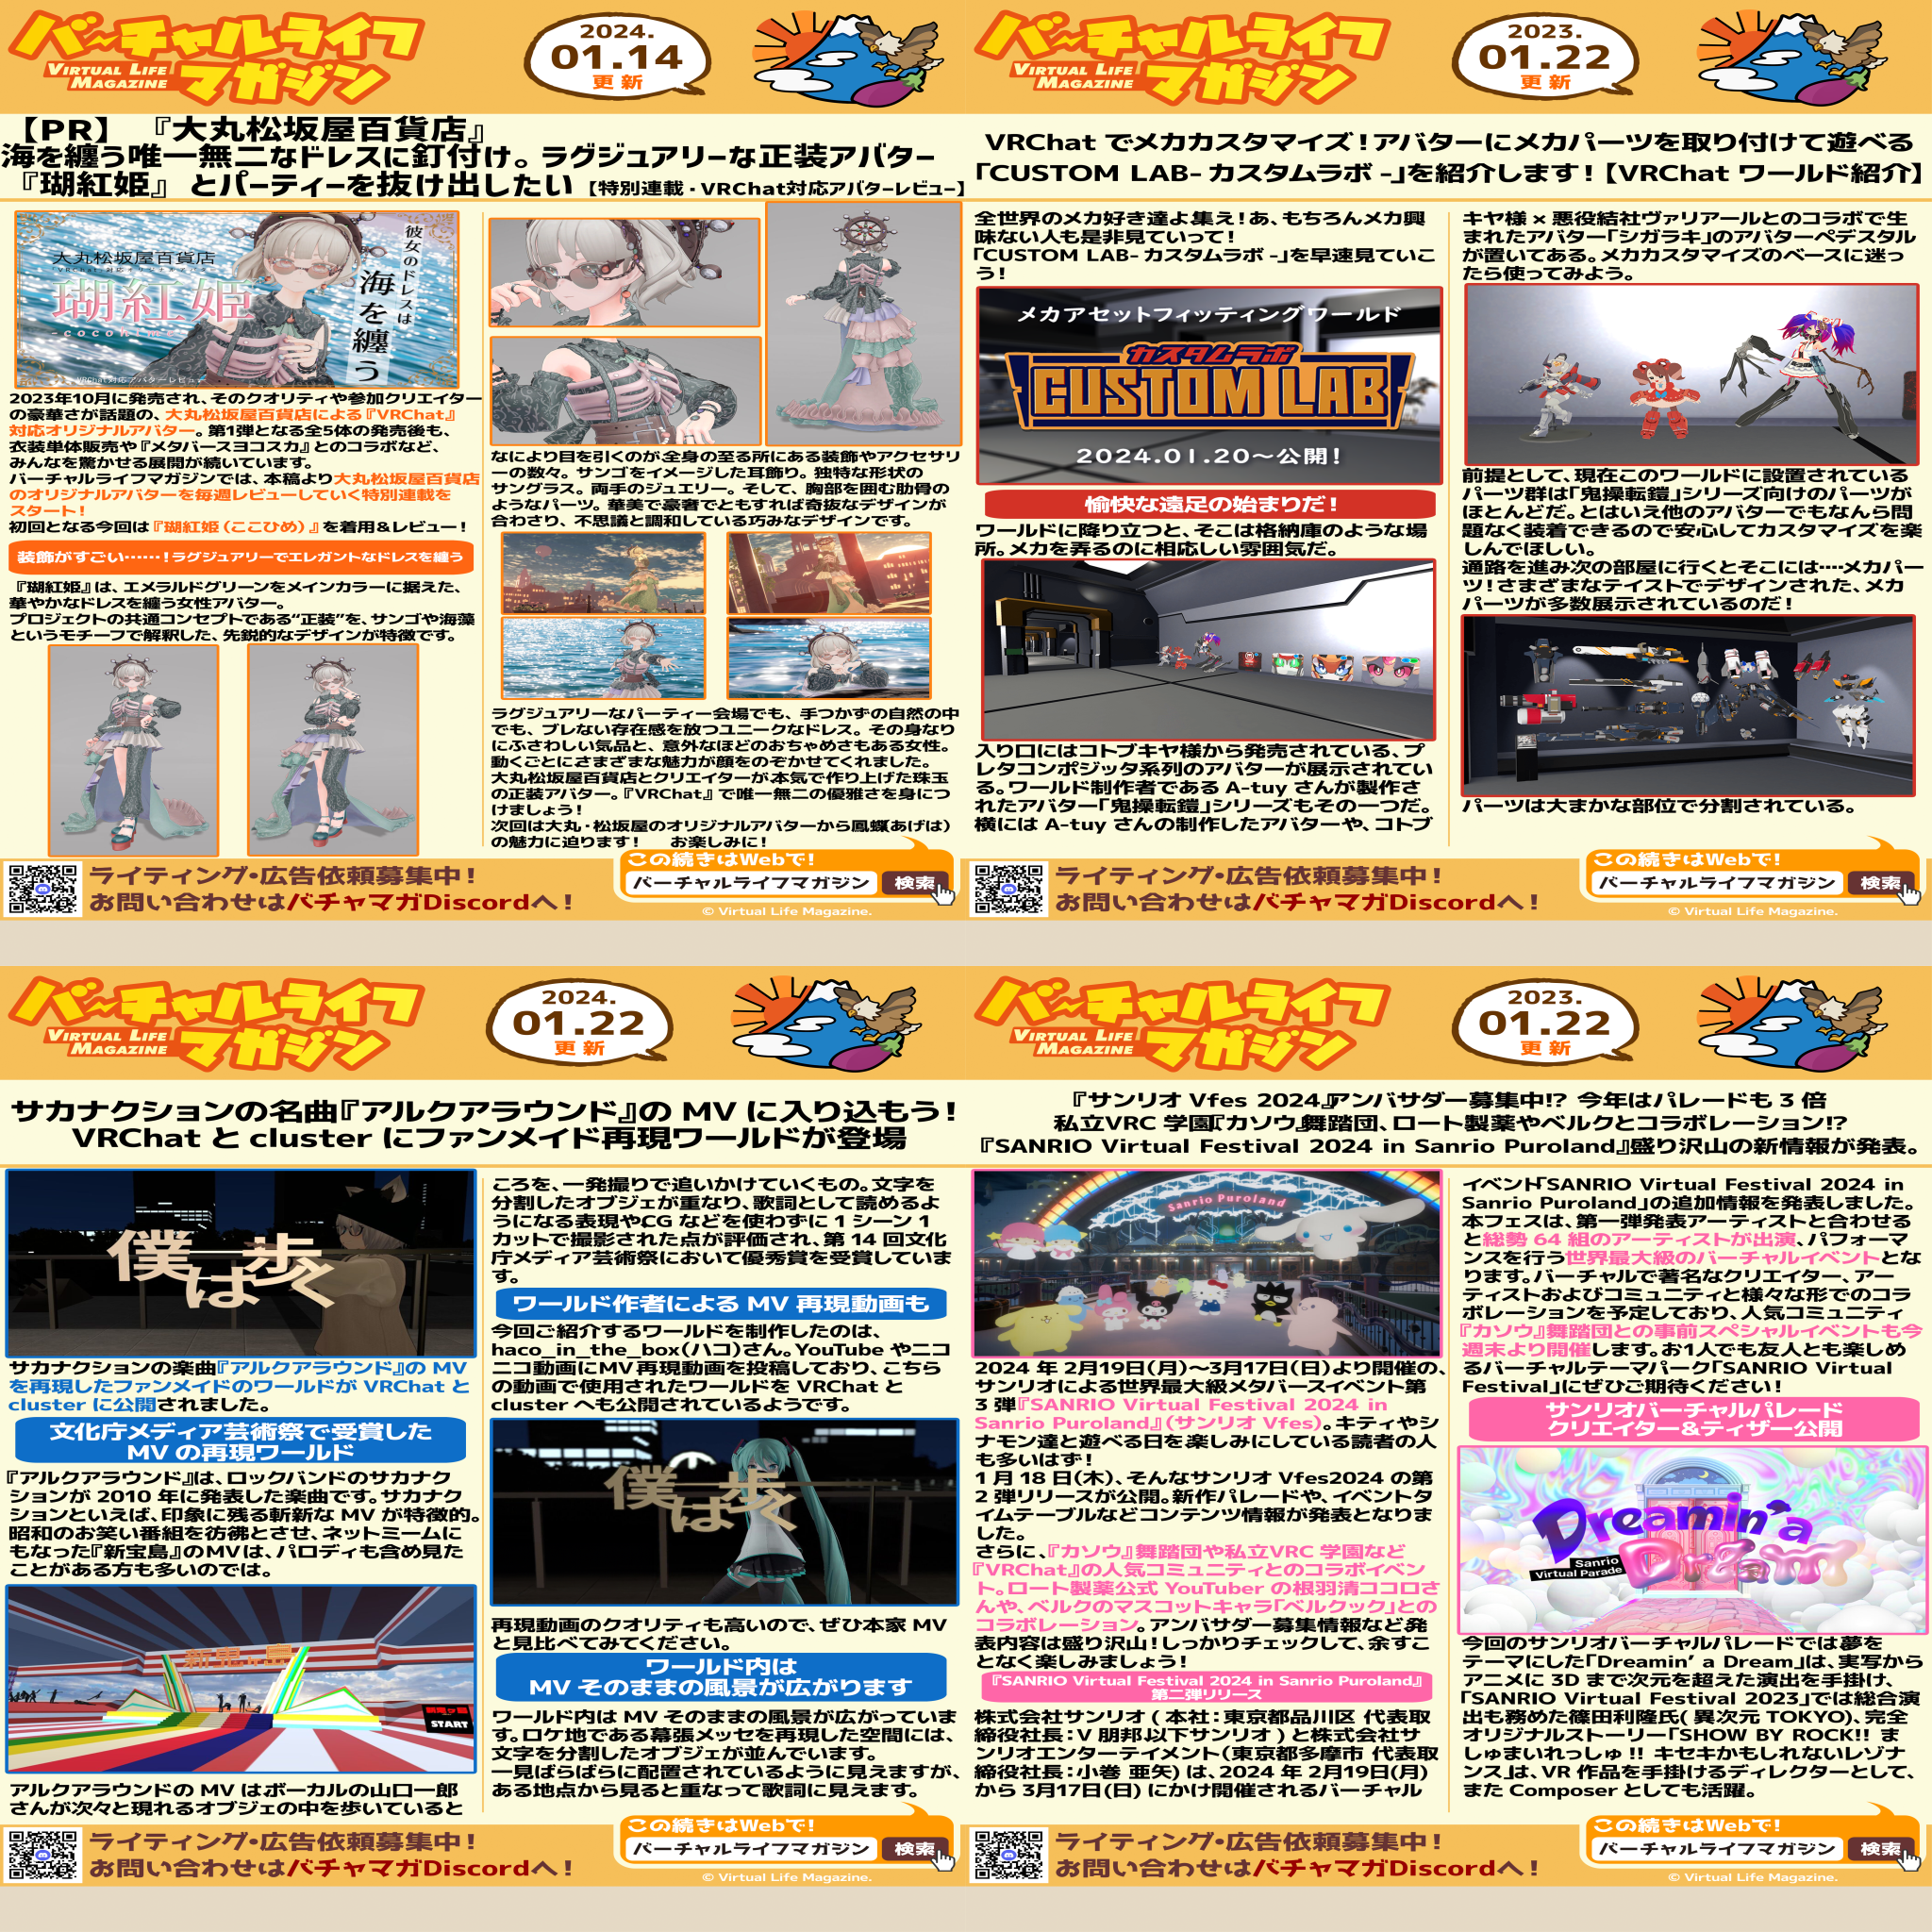 バーチャルライフ
マガジン
VIRTUAL LIFE
MAGAZINE
2024.
01.14
更新
【PR】 『大丸松坂屋百貨店』
海を纏う唯一無二なドレスに釘付け。ラグジュアリーな正装アバター
『瑚紅姫』 とパーティーを抜け出したい 【特別連載・VRChat対応アバターレビュー】
大丸松坂屋百貨店
瑚紅姫
彼女のドレスは
海を纏う
VRChat対応アバターレビュー
2023年10月に発売され、そのクオリティや参加クリエイター
の豪華さが話題の、大丸松坂屋百貨店による『VRChat』
対応オリジナルアバター。第1弾となる全5体の発売後も、
衣装単体販売や『メタバースヨコスカ』とのコラボなど、
みんなを驚かせる展開が続いています。
バーチャルライフマガジンでは、本稿より大丸松坂屋百貨店
のオリジナルアバターを毎週レビューしていく特別連載を
スタート！
初回となる今回は『瑚紅姫（ここひめ）』を着用＆レビュー！
装飾がすごい……！ラグジュアリーでエレガントなドレスを纏う
『瑚紅姫』は、エメラルドグリーンをメインカラーに据えた、
華やかなドレスを纏う女性アバター。
プロジェクトの共通コンセプトである“正装”を、サンゴや海藻
というモチーフで解釈した、先鋭的なデザインが特徴です。
なにより目を引くのが全身の至る所にある装飾やアクセサリ
ーの数々。サンゴをイメージした耳飾り。独特な形状の
サングラス。両手のジュエリー。そして、胸部を囲む肋骨の
ようなパーツ。華美で豪奢でともすれば奇抜なデザインが
合わさり、不思議と調和している巧みなデザインです。
ラグジュアリーなパーティー会場でも、手つかずの自然の中
でも、ブレない存在感を放つユニークなドレス。その身なり
にふさわしい気品と、意外なほどのおちゃめさもある女性。
動くごとにさまざまな魅力が顔をのぞかせてくれました。
大丸松坂屋百貨店とクリエイターが本気で作り上げた珠玉
の正装アバター。『VRChat』で唯一無二の優雅さを身につ
けましょう！
次回は大丸・松坂屋のオリジナルアバターから鳳蝶(あげは)
の魅力に迫ります！ お楽しみに！
ライティング・広告依頼募集中！
お問い合わせはバチャマガDiscordへ！
この続きはWebで！
バーチャルライフマガジン 検索
© Virtual Life Magazine.
バーチャルライフ
マガジン
VIRTUAL LIFE
MAGAZINE
2023.
01.22
更新
VRChat でメカカスタマイズ！アバターにメカパーツを取り付けて遊べる
「CUSTOM LAB- カスタムラボ -」を紹介します！【VRChat ワールド紹介】
全世界のメカ好き達よ集え！あ、もちろんメカ興
味ない人も是非見ていって！
「CUSTOM LAB- カスタムラボ -」を早速見ていこ
う！
メカアセットフィッティングワールド
カスタムラボ
CUSTOM LAB
2024.01.20～公開！
愉快な遠足の始まりだ！
ワールドに降り立つと、そこは格納庫のような場
所。メカを弄るのに相応しい雰囲気だ。
入り口にはコトブキヤ様から発売されている、プ
レタコンポジッタ系列のアバターが展示されてい
る。ワールド制作者である A-tuy さんが製作さ
れたアバター「鬼操転鎧」シリーズもその一つだ。
横には A-tuy さんの制作したアバターや、コトブ
キヤ様 × 悪役結社ヴァリアールとのコラボで生
まれたアバター「シガラキ」のアバターペデスタル
が置いてある。メカカスタマイズのベースに迷っ
たら使ってみよう。
前提として、現在このワールドに設置されている
パーツ群は「鬼操転鎧」シリーズ向けのパーツが
ほとんどだ。とはいえ他のアバターでもなんら問
題なく装着できるので安心してカスタマイズを楽
しんでほしい。
通路を進み次の部屋に行くとそこには‥‥メカパー
ツ！さまざまなテイストでデザインされた、メカ
パーツが多数展示されているのだ！
パーツは大まかな部位で分割されている。
ライティング・広告依頼募集中！
お問い合わせはバチャマガDiscordへ！
この続きはWebで！
バーチャルライフマガジン 検索
© Virtual Life Magazine.
バーチャルライフ
マガジン
VIRTUAL LIFE
MAGAZINE
2024.
01.22
更新
サカナクションの名曲『アルクアラウンド』の MV に入り込もう！
VRChat と cluster にファンメイド再現ワールドが登場
僕は歩く
サカナクションの楽曲『アルクアラウンド』の MV
を再現したファンメイドのワールドが VRChat と
cluster に公開されました。
文化庁メディア芸術祭で受賞した
MV の再現ワールド
『アルクアラウンド』は、ロックバンドのサカナク
ションが 2010 年に発表した楽曲です。サカナク
ションといえば、印象に残る斬新な MV が特徴的。
昭和のお笑い番組を彷彿とさせ、ネットミームに
もなった『新宝島』のMVは、パロディも含め見た
ことがある方も多いのでは。
新鬼ヶ島
START
アルクアラウンドの MV はボーカルの山口一郎
さんが次々と現れるオブジェの中を歩いていると
ころを、一発撮りで追いかけていくもの。文字を
分割したオブジェが重なり、歌詞として読めるよ
うになる表現やCG などを使わずに 1 シーン 1
カットで撮影された点が評価され、第 14 回文化
庁メディア芸術祭において優秀賞を受賞していま
す。
ワールド作者による MV 再現動画も
今回ご紹介するワールドを制作したのは、
haco_in_the_box（ハコ）さん。YouTube やニコ
ニコ動画にMV再現動画を投稿しており、こちら
の動画で使用されたワールドを VRChat と
cluster へも公開されているようです。
僕は歩く
再現動画のクオリティも高いので、ぜひ本家 MV
と見比べてみてください。
ワールド内は
MV そのままの風景が広がります
ワールド内は MV そのままの風景が広がっていま
す。ロケ地である幕張メッセを再現した空間には、
文字を分割したオブジェが並んでいます。
一見ばらばらに配置されているように見えますが、
ある地点から見ると重なって歌詞に見えます。
ライティング・広告依頼募集中！
お問い合わせはバチャマガDiscordへ！
この続きはWebで！
バーチャルライフマガジン 検索
© Virtual Life Magazine.
バーチャルライフ
マガジン
VIRTUAL LIFE
MAGAZINE
2023.
01.22
更新
『サンリオ Vfes 2024』アンバサダー募集中!? 今年はパレードも 3 倍
私立VRC 学園『カソウ』舞踏団、ロート製薬やベルクとコラボレーション!?
『SANRIO Virtual Festival 2024 in Sanrio Puroland』盛り沢山の新情報が発表。
Sanrio Puroland
2024 年 2月19日(月)～3月17日(日)より開催の、
サンリオによる世界最大級メタバースイベント第
3 弾『SANRIO Virtual Festival 2024 in
Sanrio Puroland』(サンリオ Vfes)。キティやシ
ナモン達と遊べる日を楽しみにしている読者の人
も多いはず！
1 月 18 日(木)、そんなサンリオ Vfes2024 の第
2 弾リリースが公開。新作パレードや、イベントタ
イムテーブルなどコンテンツ情報が発表となりま
した。
さらに、『カソウ』舞踏団や私立VRC 学園など
『VRChat』の人気コミュニティとのコラボイベン
ト。ロート製薬公式 YouTuber の根羽清ココロさ
んや、ベルクのマスコットキャラ「ベルクック」との
コラボレーション。アンバサダー募集情報など発
表内容は盛り沢山！しっかりチェックして、余すこ
となく楽しみましょう！
『SANRIO Virtual Festival 2024 in Sanrio Puroland』
第二弾リリース
株式会社サンリオ ( 本社：東京都品川区 代表取
締役社長：V 朋邦以下サンリオ ) と株式会社サ
ンリオエンターテイメント（東京都多摩市 代表取
締役社長：小巻 亜矢) は、2024 年 2月19日(月)
から 3月17日(日) にかけ開催されるバーチャル
イベント「SANRIO Virtual Festival 2024 in
Sanrio Puroland」の追加情報を発表しました。
本フェスは、第一弾発表アーティストと合わせる
と総勢 64 組のアーティストが出演、パフォーマ
ンスを行う世界最大級のバーチャルイベントとな
ります。バーチャルで著名なクリエイター、アー
ティストおよびコミュニティと様々な形でのコラ
ボレーションを予定しており、人気コミュニティ
『カソウ』舞踏団との事前スペシャルイベントも今
週末より開催します。お1人でも友人とも楽しめ
るバーチャルテーマパーク「SANRIO Virtual
Festival」にぜひご期待ください！
サンリオバーチャルパレード
クリエイター＆ティザー公開
Dreamin'a
Dream
Sanrio
Virtual Parade
今回のサンリオバーチャルパレードでは夢を
テーマにした「Dreamin’ a Dream」は、実写から
アニメに 3D まで次元を超えた演出を手掛け、
「SANRIO Virtual Festival 2023」では総合演
出も務めた篠田利隆氏( 異次元 TOKYO)、完全
オリジナルストーリー「SHOW BY ROCK!! ま
しゅまいれっしゅ !! キセキかもしれないレゾナ
ンス」は、VR 作品を手掛けるディレクターとして、
また Composer としても活躍。
ライティング・広告依頼募集中！
お問い合わせはバチャマガDiscordへ！
この続きはWebで！
バーチャルライフマガジン 検索
© Virtual Life Magazine.